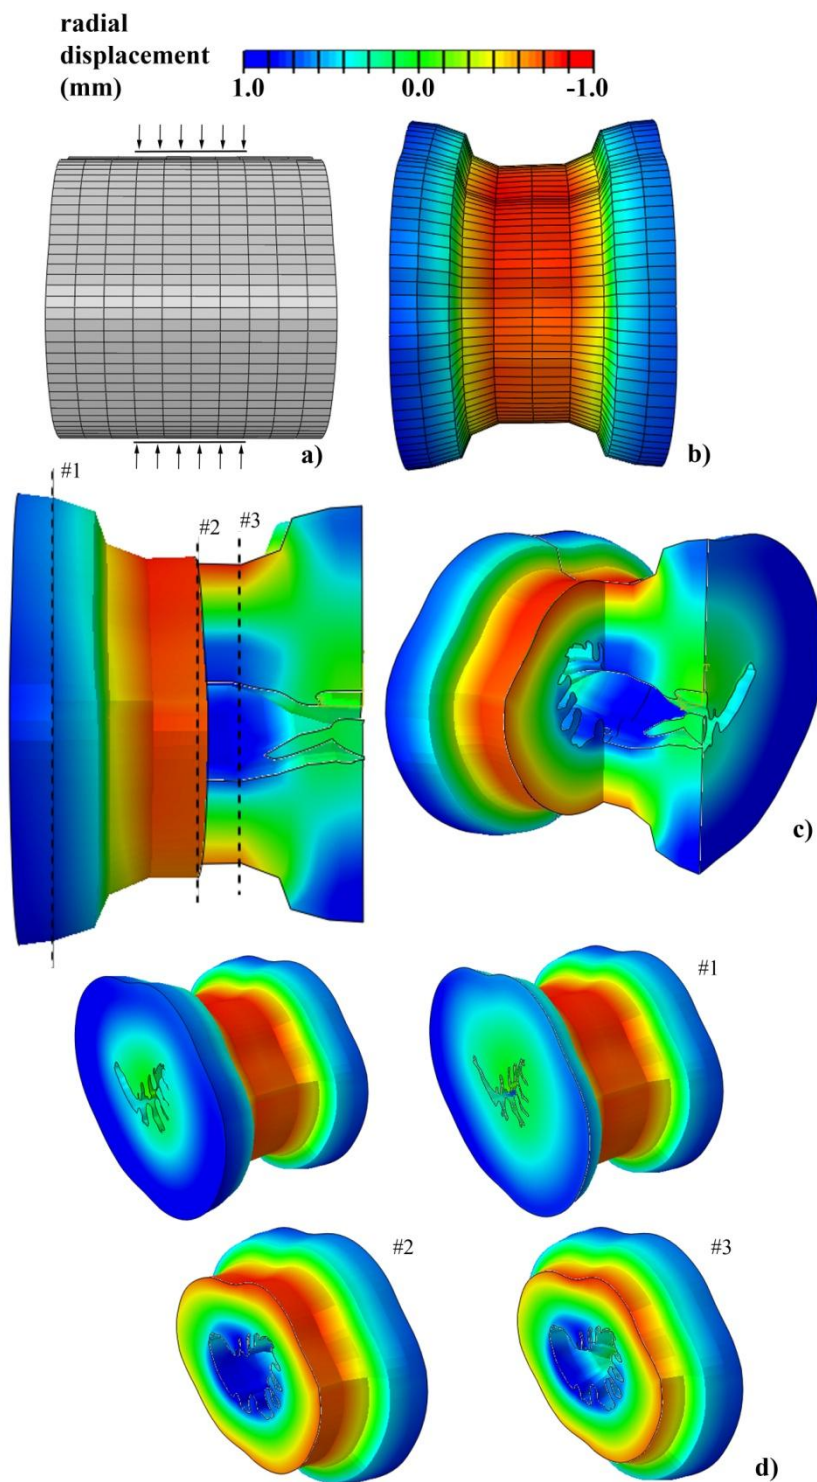 radial
displacement
(mm)
1.0 0.0 -1.0
a)
b)
#1
#2
#3
c)
#1
#2
#3
d)